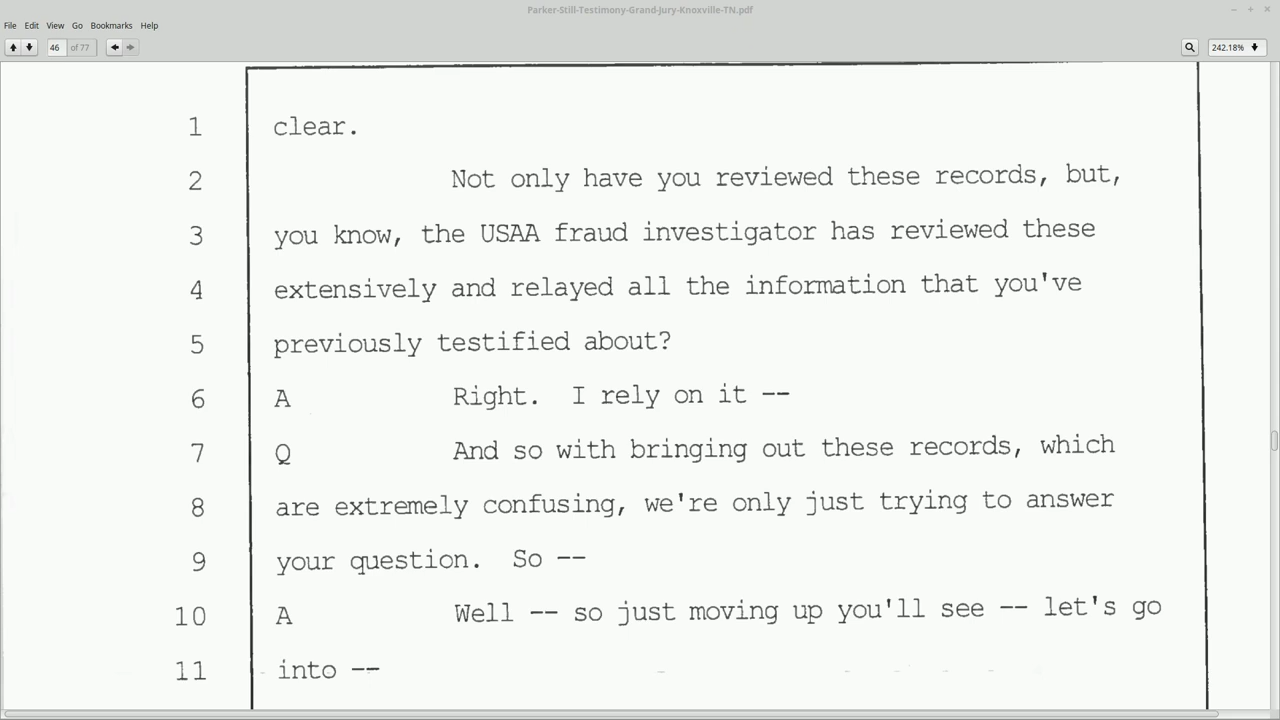 Parker-Still-Testimony-Grand-Jury-Knoxville-TN.pdf
File Edit View Go Bookmarks Help
46 of 77 242.18%
1 clear.
2 Not only have you reviewed these records, but,
3 you know, the USAA fraud investigator has reviewed these
4 extensively and relayed all the information that you've
5 previously testified about?
6 A Right. I rely on it --
7 Q And so with bringing out these records, which
8 are extremely confusing, we're only just trying to answer
9 your question. So --
10 A Well -- so just moving up you'll see -- let's go
11 into --